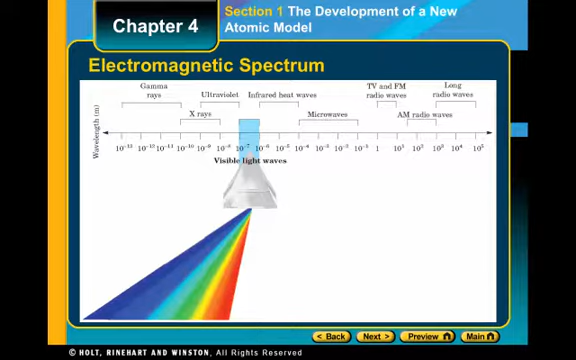 Chapter 4
Section 1 The Development of a New
Atomic Model
Electromagnetic Spectrum
Gamma
rays
Ultraviolet
Infrared heat waves
TV and FM
radio waves
Long
radio waves
X rays
Microwaves
AM radio waves
Wavelength (m)
10⁻¹³ 10⁻¹² 10⁻¹¹ 10⁻¹⁰ 10⁻⁹ 10⁻⁸ 10⁻⁷ 10⁻⁶ 10⁻⁵ 10⁻⁴ 10⁻³ 10⁻² 10⁻¹ 1 10¹ 10² 10³ 10⁴ 10⁵
Visible light waves
< Back
Next >
Preview
Main
© HOLT, RINEHART AND WINSTON, All Rights Reserved